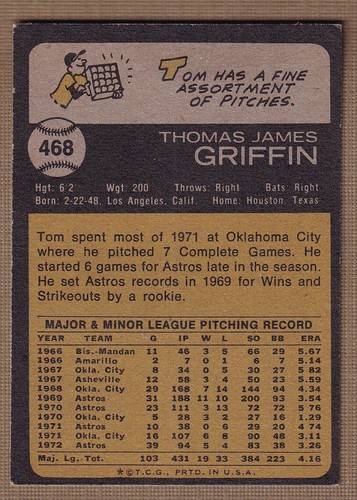 TOM HAS A FINE
ASSORTMENT
OF PITCHES.
468
THOMAS JAMES
GRIFFIN
Hgt: 6'2 Wgt: 200 Throws: Right Bats: Right
Born: 2-22-48, Los Angeles, Calif. Home: Houston, Texas
Tom spent most of 1971 at Oklahoma City
where he pitched 7 Complete Games. He
started 6 games for Astros late in the season.
He set Astros records in 1969 for Wins and
Strikeouts by a rookie.
MAJOR & MINOR LEAGUE PITCHING RECORD
YEAR TEAM G IP W L SO BB ERA
1966 Bis.-Mandan 11 46 3 5 66 29 5.67
1966 Amarillo 2 7 0 1 6 7 5.14
1967 Okla. City 8 34 0 5 30 27 5.82
1967 Asheville 12 58 3 4 50 23 5.59
1968 Okla. City 29 168 7 14 144 94 4.34
1969 Astros 31 188 11 10 200 93 3.54
1970 Astros 23 111 3 13 72 72 5.76
1970 Okla. City 5 28 3 2 27 16 1.29
1971 Astros 10 38 0 6 29 20 4.74
1971 Okla. City 16 107 6 8 90 48 3.11
1972 Astros 39 94 5 4 83 38 3.26
Maj. Lg. Tot. 103 431 19 33 384 223 4.16
*©T.C.G., PRTD. IN U.S.A.